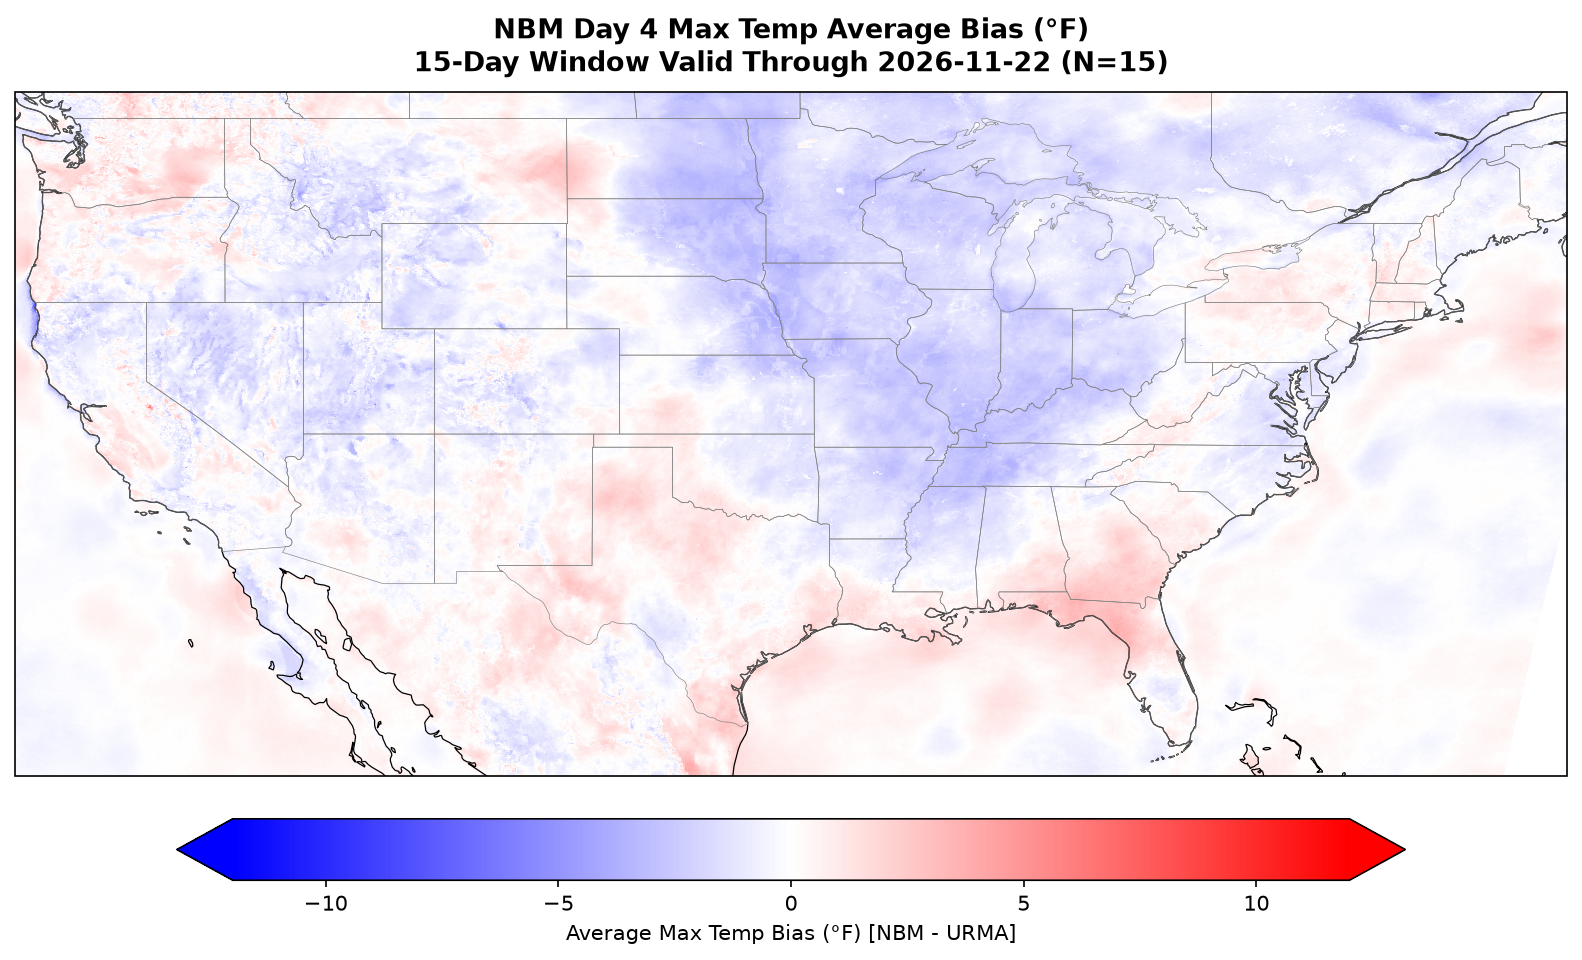 NBM Day 4 Max Temp Average Bias (°F)
15-Day Window Valid Through 2026-11-22 (N=15)
−10 −5 0 5 10
Average Max Temp Bias (°F) [NBM - URMA]